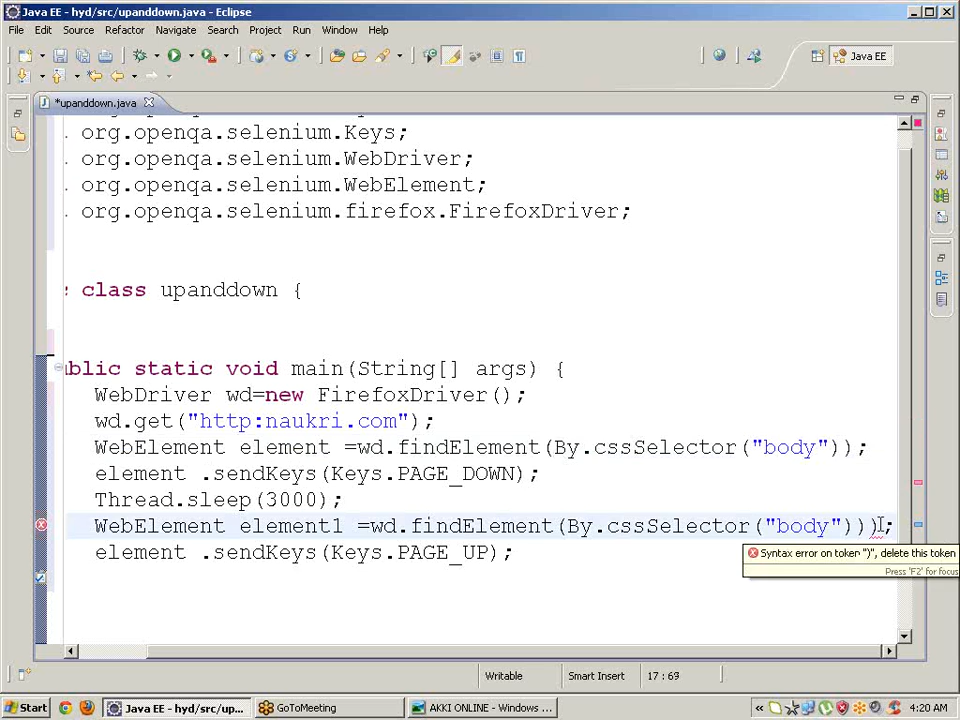 Java EE - hyd/src/upanddown.java - Eclipse
File Edit Source Refactor Navigate Search Project Run Window Help
Java EE
*upanddown.java
org.openqa.selenium.Keys;
org.openqa.selenium.WebDriver;
org.openqa.selenium.WebElement;
org.openqa.selenium.firefox.FirefoxDriver;
class upanddown {
blic static void main(String[] args) {
WebDriver wd=new FirefoxDriver();
wd.get("http:naukri.com");
WebElement element =wd.findElement(By.cssSelector("body"));
element .sendKeys(Keys.PAGE_DOWN);
Thread.sleep(3000);
WebElement element1 =wd.findElement(By.cssSelector("body")));
element .sendKeys(Keys.PAGE_UP);
Syntax error on token ")", delete this token
Press 'F2' for focus
Writable Smart Insert 17 : 69
Start Java EE - hyd/src/up... GoToMeeting AKKI ONLINE - Windows ... « 4:20 AM